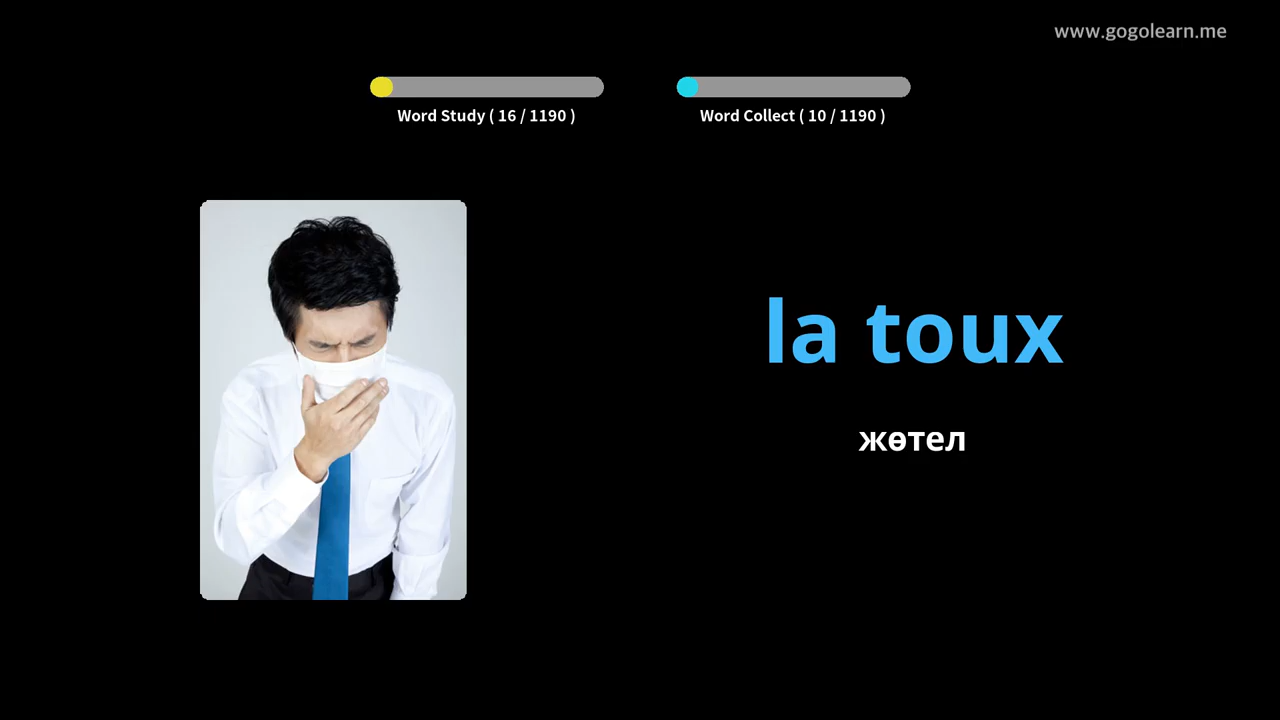 www.gogolearn.me
Word Study ( 16 / 1190 )
Word Collect ( 10 / 1190 )
la toux
жөтел